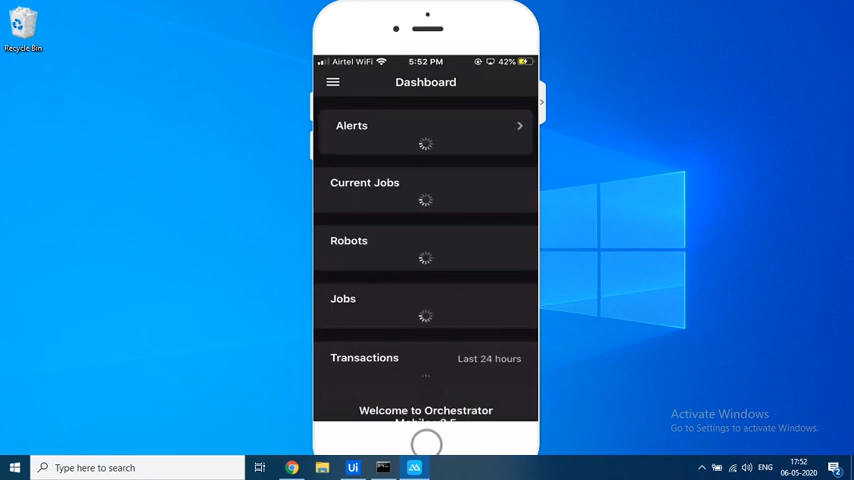 Recycle Bin
Airtel WiFi 5:52 PM 42%
Dashboard
Alerts
Current Jobs
Robots
Jobs
Transactions Last 24 hours
Welcome to Orchestrator
Activate Windows
Go to Settings to activate Windows.
Type here to search
Ui
ENG
17:52
06-05-2020
2